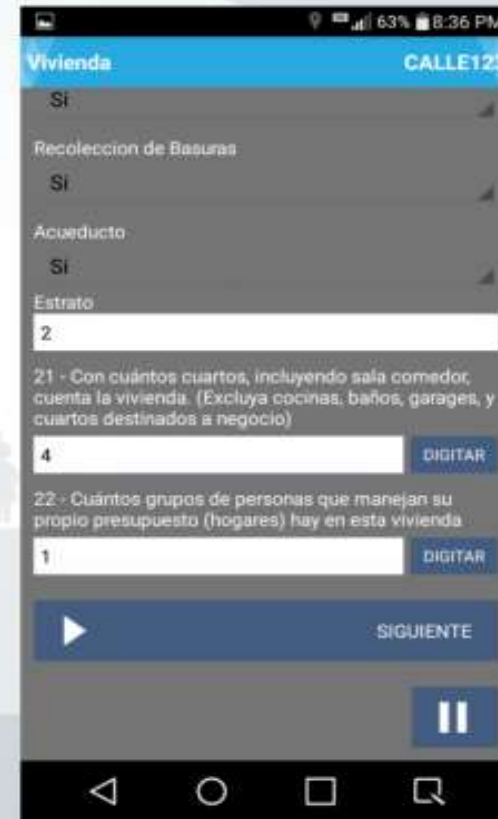 63% 8:36 PM
Vivienda CALLE123
Si
Recoleccion de Basuras
Si
Acueducto
Si
Estrato
2
21 - Con cuántos cuartos, incluyendo sala comedor,
cuenta la vivienda. (Excluya cocinas, baños, garages, y
cuartos destinados a negocio)
4 DIGITAR
22 - Cuántos grupos de personas que manejan su
propio presupuesto (hogares) hay en esta vivienda
1 DIGITAR
SIGUIENTE